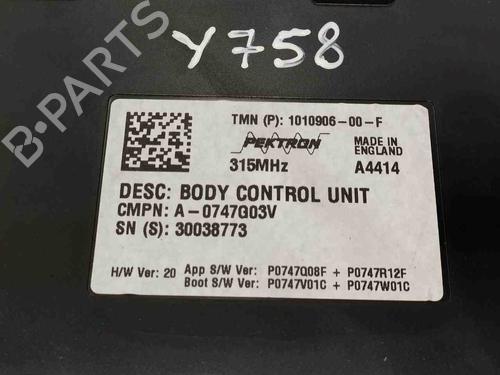 B-PARTS
Y758
TMN (P): 1010906-00-F
PEKTRON
MADE IN
ENGLAND
315MHz
A4414
DESC: BODY CONTROL UNIT
CMPN: A-0747G03V
SN (S): 30038773
H/W Ver: 20 App S/W Ver: P0747Q08F + P0747R12F
Boot S/W Ver: P0747V01C + P0747W01C